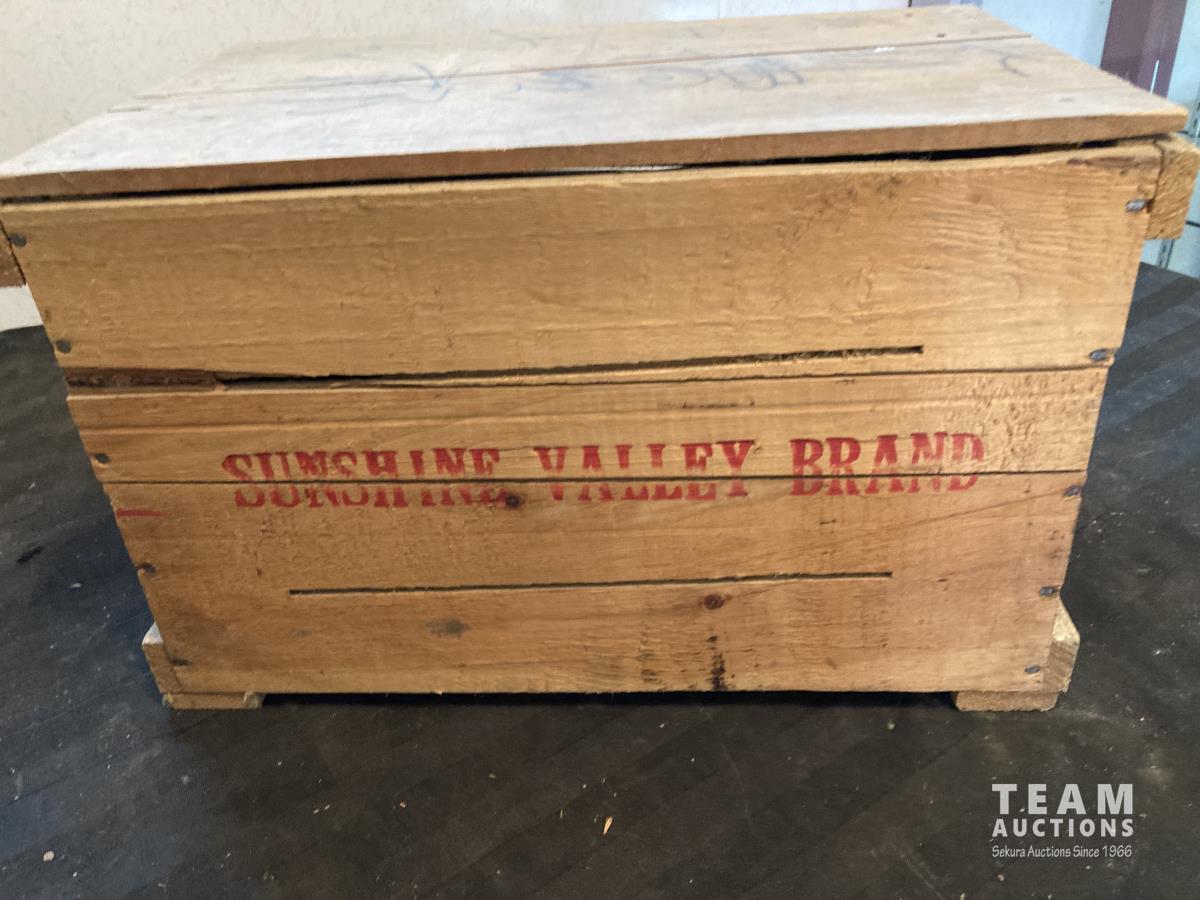 SUNSHINE VALLEY BRAND
TEAM
AUCTIONS
Sekura Auctions Since 1966